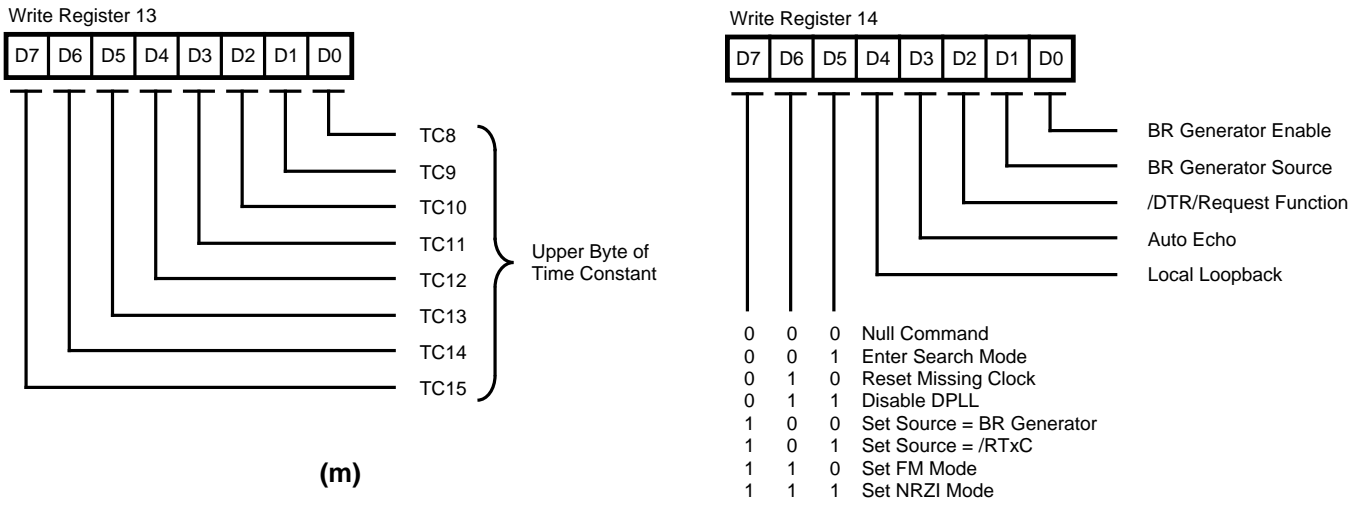 Write Register 13
D7 D6 D5 D4 D3 D2 D1 D0
TC8
TC9
TC10
TC11
TC12
TC13
TC14
TC15
Upper Byte of
Time Constant
(m)
Write Register 14
D7 D6 D5 D4 D3 D2 D1 D0
BR Generator Enable
BR Generator Source
/DTR/Request Function
Auto Echo
Local Loopback
0 0 0 Null Command
0 0 1 Enter Search Mode
0 1 0 Reset Missing Clock
0 1 1 Disable DPLL
1 0 0 Set Source = BR Generator
1 0 1 Set Source = /RTxC
1 1 0 Set FM Mode
1 1 1 Set NRZI Mode